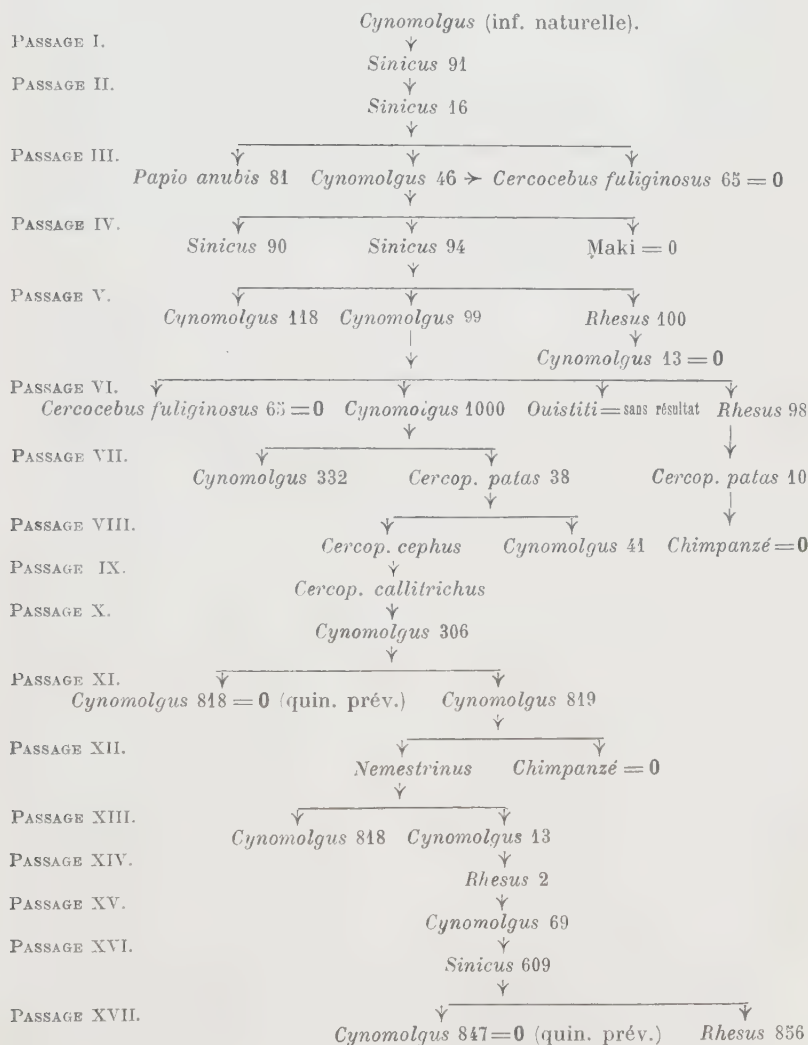 Cynomolgus (inf. naturelle).
PASSAGE I.
Sinicus 91
PASSAGE II.
Sinicus 16
PASSAGE III.
Papio anubis 81 Cynomolgus 46 → Cercocebus fuliginosus 65 = 0
PASSAGE IV.
Sinicus 90 Sinicus 94 Maki = 0
PASSAGE V.
Cynomolgus 118 Cynomolgus 99 Rhesus 100
Cynomolgus 13 = 0
PASSAGE VI.
Cercocebus fuliginosus 65 = 0 Cynomolgus 1000 Ouistiti = sans résultat Rhesus 98
PASSAGE VII.
Cynomolgus 332 Cercop. patas 38 Cercop. patas 10
PASSAGE VIII.
Cercop. cephus Cynomolgus 41 Chimpanzé = 0
PASSAGE IX.
Cercop. callitrichus
PASSAGE X.
Cynomolgus 306
PASSAGE XI.
Cynomolgus 818 = 0 (quin. prév.) Cynomolgus 819
PASSAGE XII.
Nemestrinus Chimpanzé = 0
PASSAGE XIII.
Cynomolgus 818 Cynomolgus 13
PASSAGE XIV.
Rhesus 2
PASSAGE XV.
Cynomolgus 69
PASSAGE XVI.
Sinicus 609
PASSAGE XVII.
Cynomolgus 847 = 0 (quin. prév.) Rhesus 856